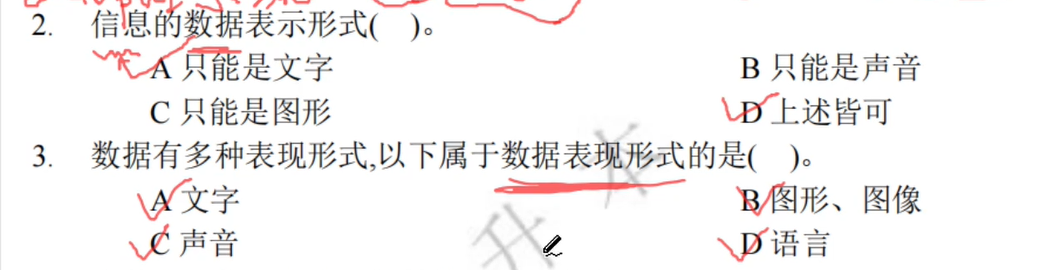 2. 信息的数据表示形式( )。
A 只能是文字 B 只能是声音
C 只能是图形 D 上述皆可
3. 数据有多种表现形式,以下属于数据表现形式的是( )。
A 文字 B 图形、图像
C 声音 D 语言
升 本